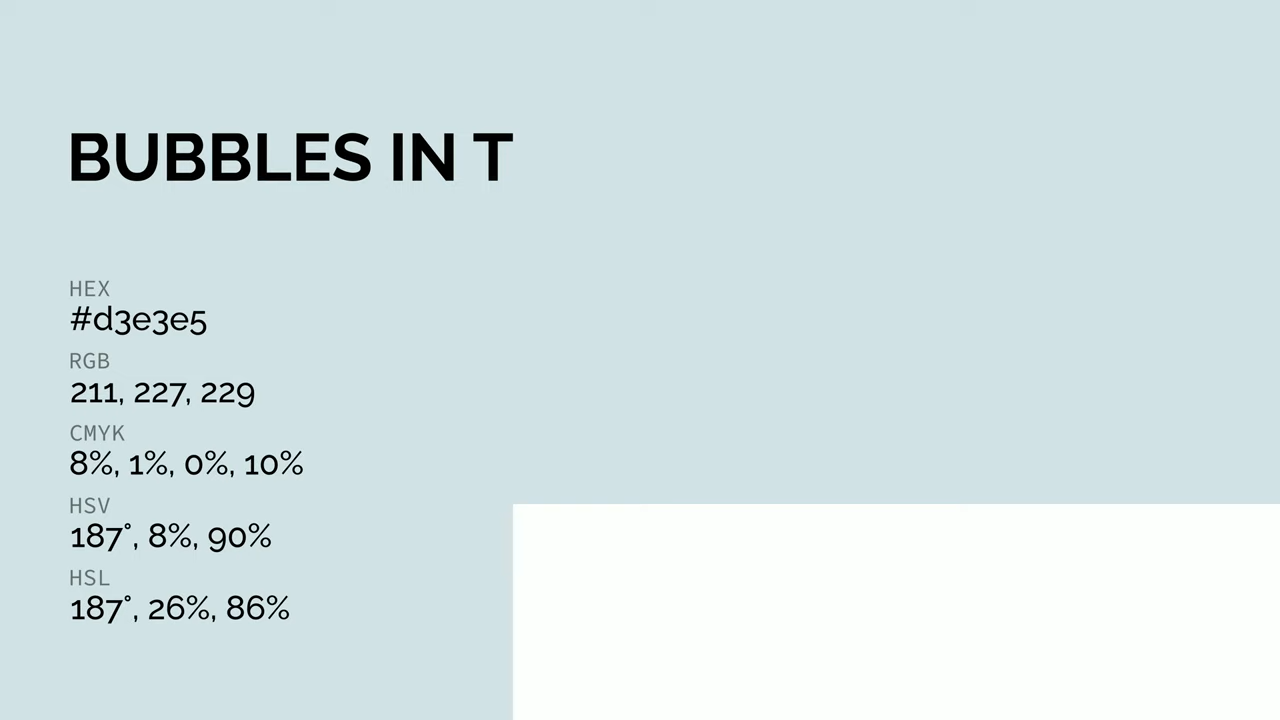 BUBBLES IN T
HEX
#d3e3e5
RGB
211, 227, 229
CMYK
8%, 1%, 0%, 10%
HSV
187°, 8%, 90%
HSL
187°, 26%, 86%